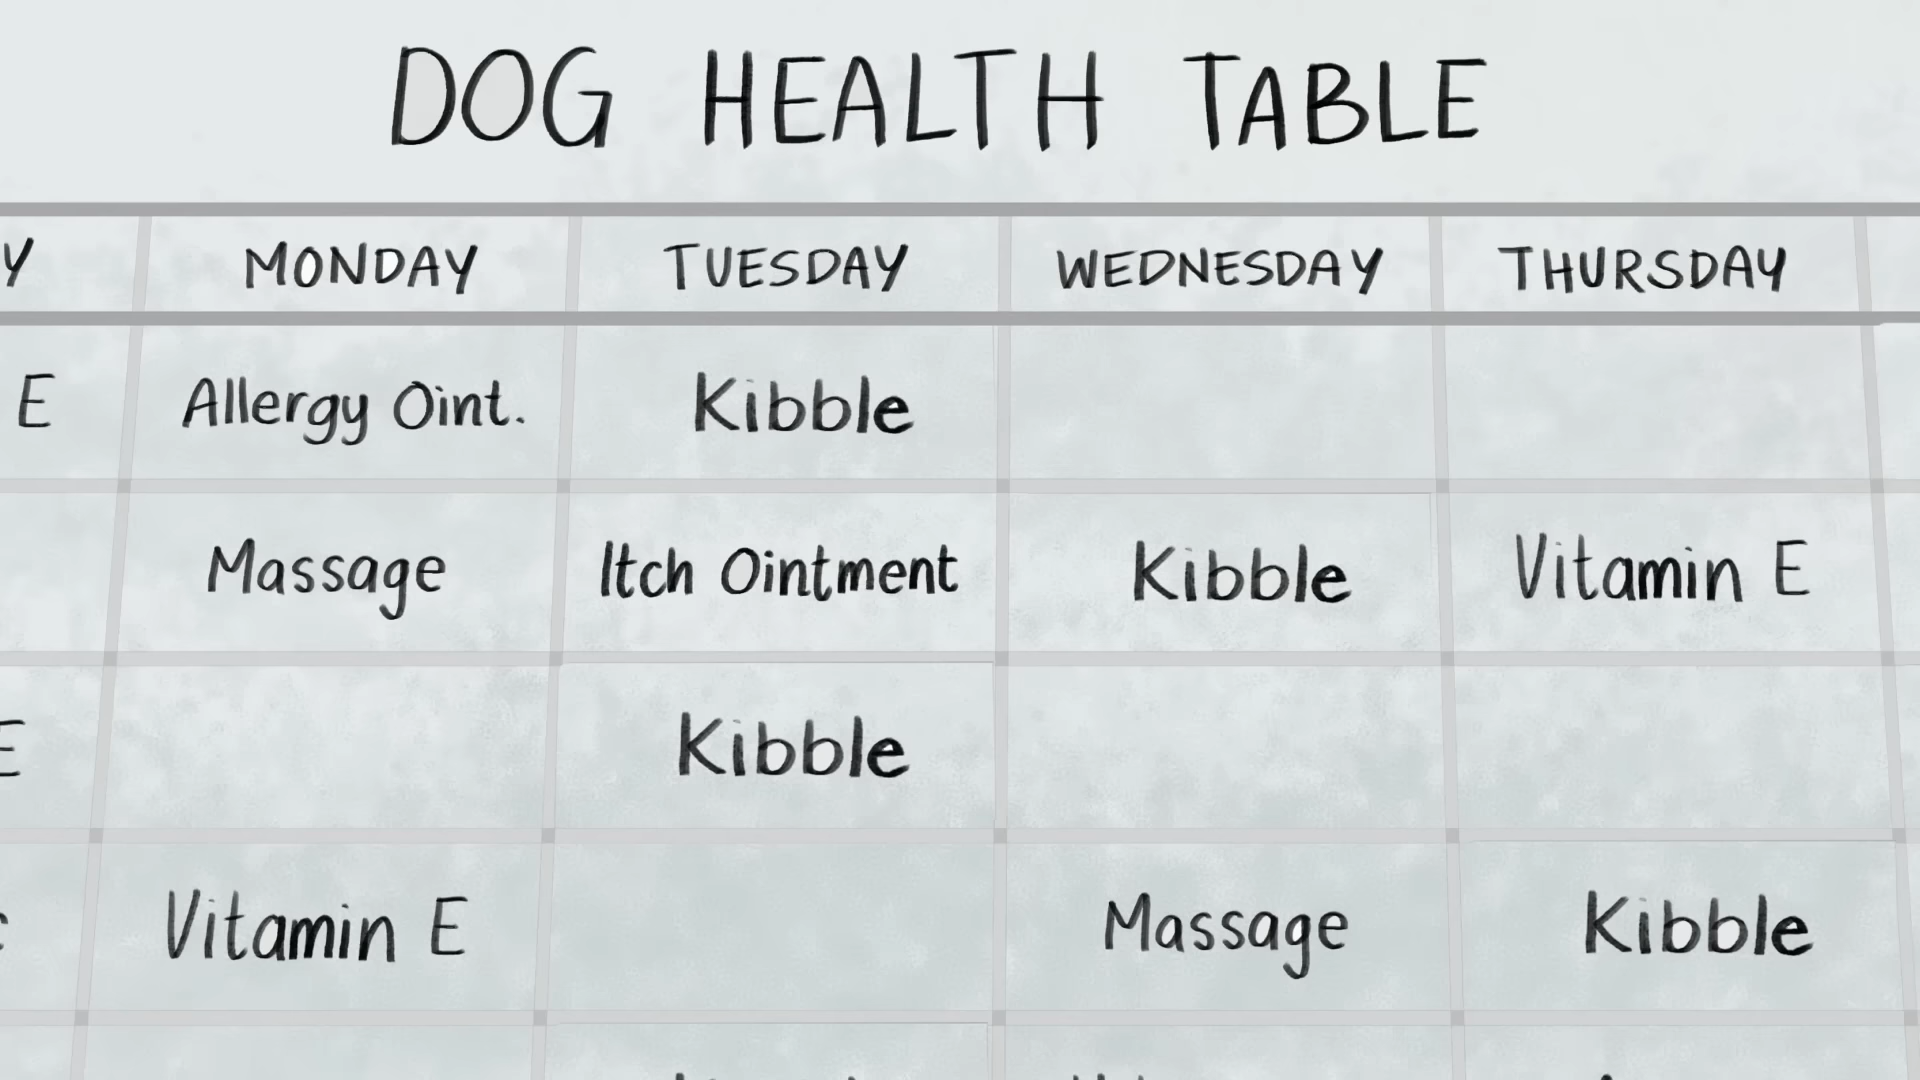 DOG HEALTH TABLE
Y MONDAY TUESDAY WEDNESDAY THURSDAY
E Allergy Oint. Kibble
Massage Itch Ointment Kibble Vitamin E
E Kibble
Vitamin E Massage Kibble